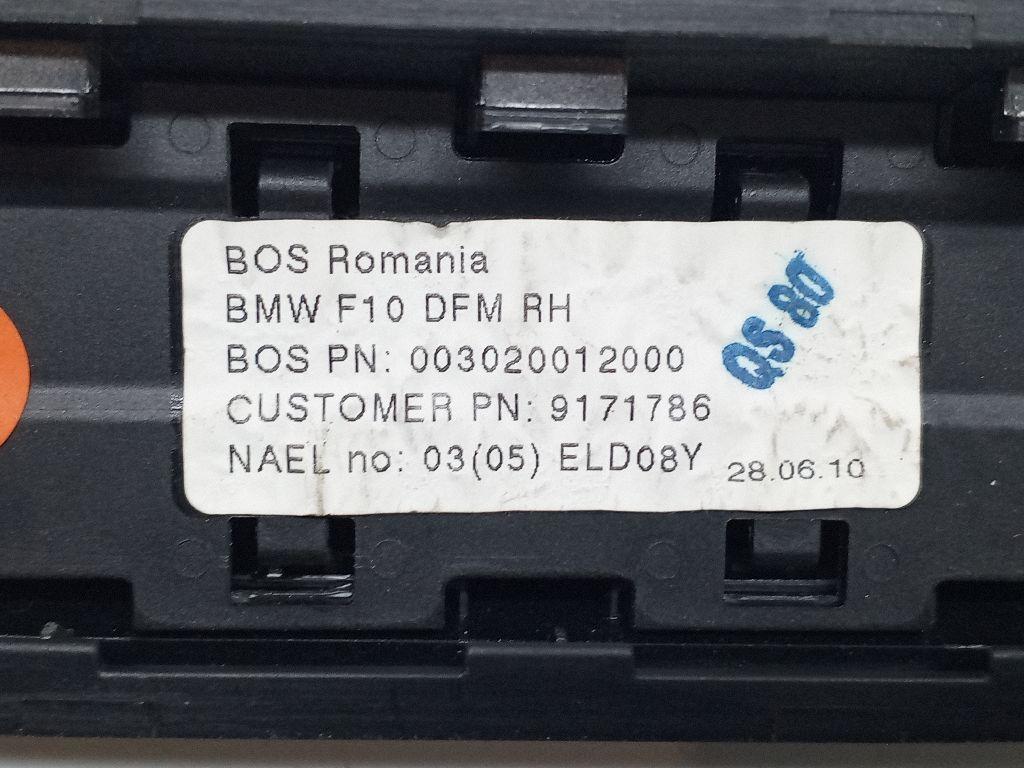 BOS Romania
BMW F10 DFM RH
BOS PN: 003020012000
CUSTOMER PN: 9171786
NAEL no: 03(05) ELD08Y
28.06.10
QS 80